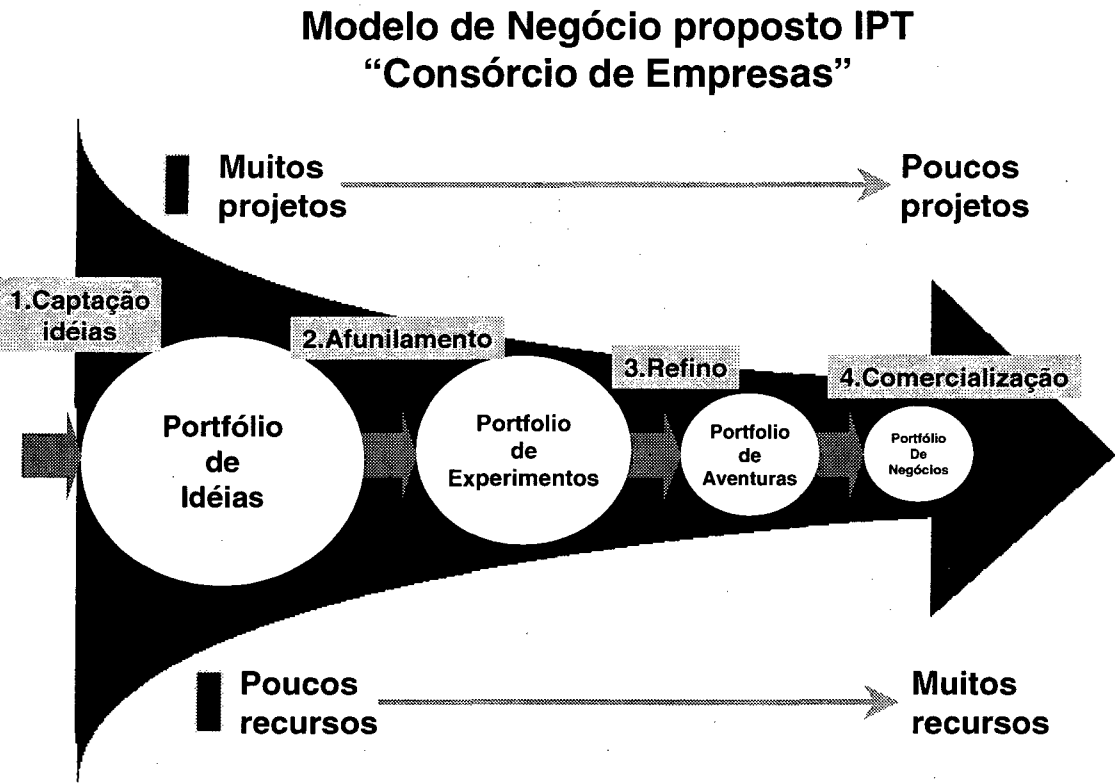 Modelo de Negócio proposto IPT
“Consórcio de Empresas”
Muitos
projetos
Poucos
projetos
1.Captação
idéias
2.Afunilamento
3.Refino
4.Comercialização
Portfólio
de
Idéias
Portfolio
de
Experimentos
Portfolio
de
Aventuras
Portfólio
De
Negócios
Poucos
recursos
Muitos
recursos